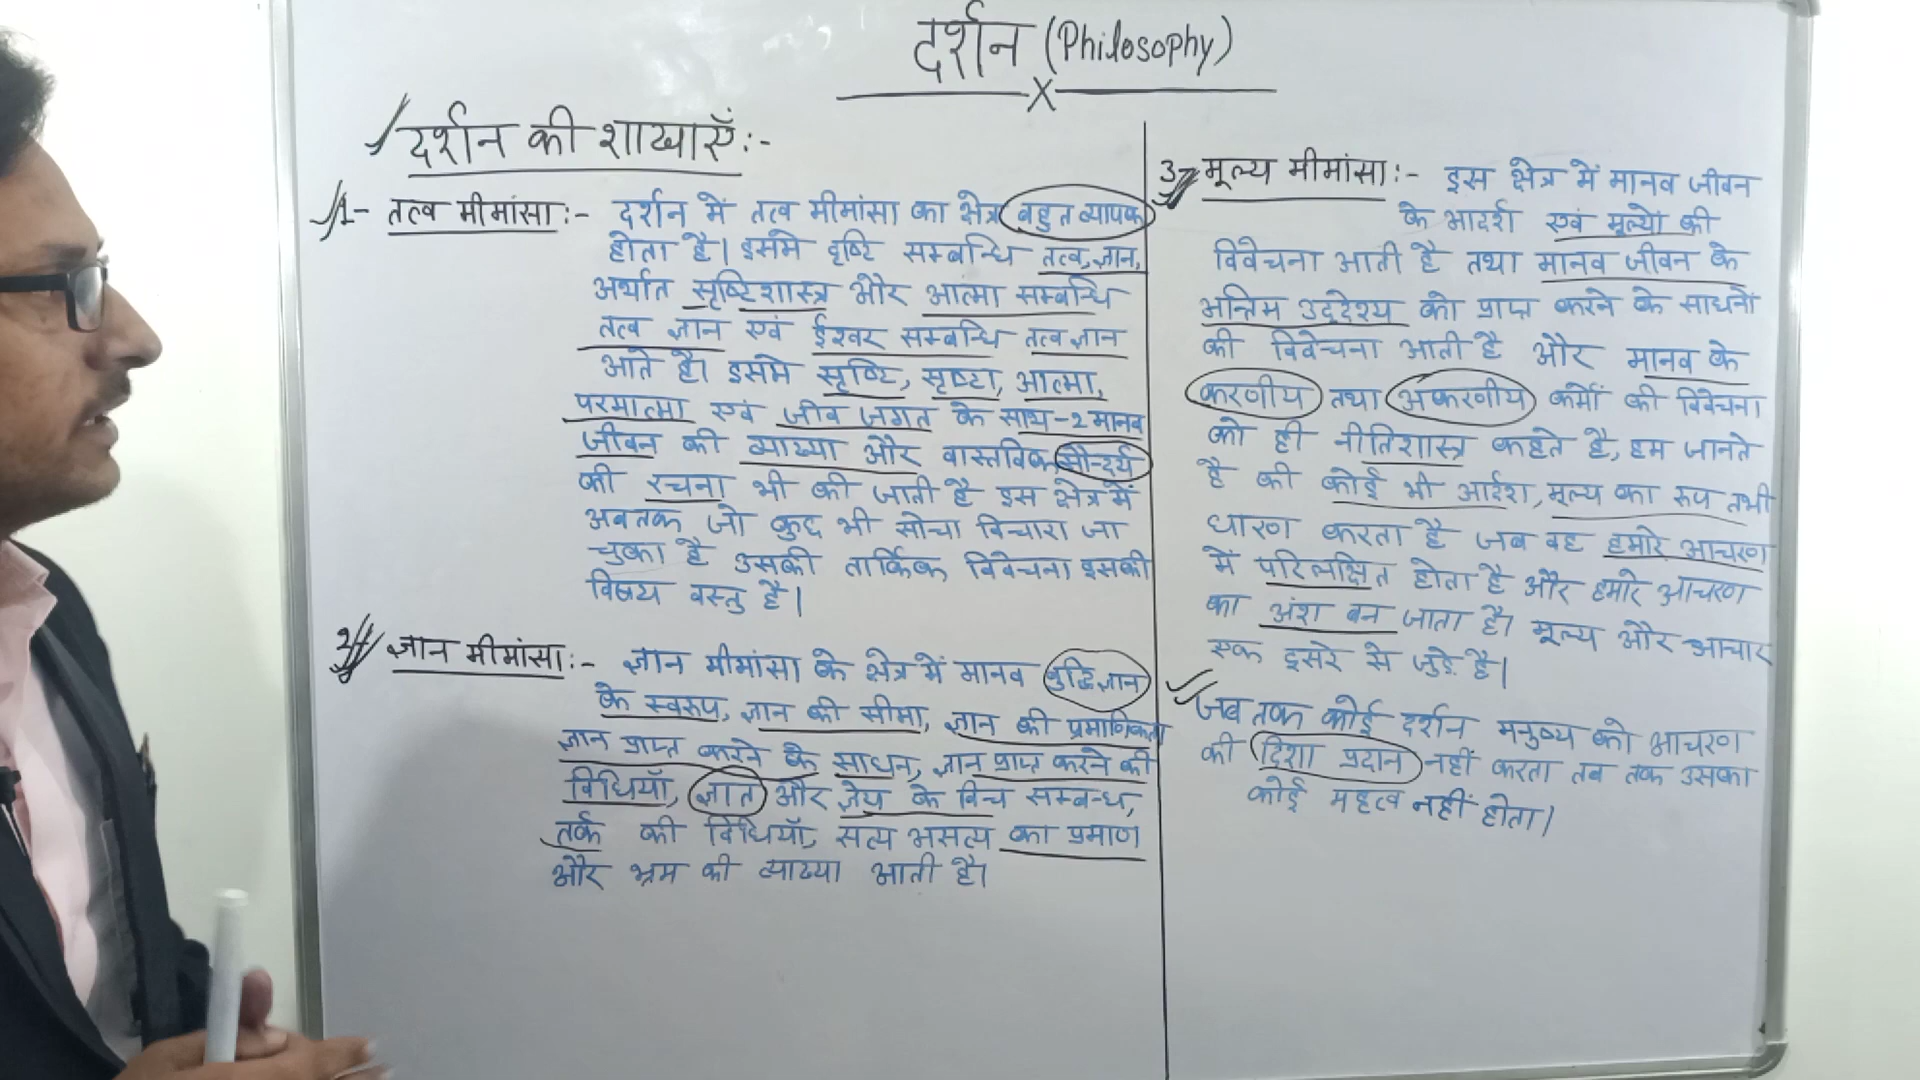 दर्शन (Philosophy)
दर्शन की शाखाएँ:-
1- तत्व मीमांसा:- दर्शन में तत्व मीमांसा का क्षेत्र बहुत व्यापक
होता है। इसमे दृष्टि सम्बन्धि तत्व, ज्ञान,
अर्थात सृष्टिशास्त्र और आत्मा सम्बन्धि
तत्व ज्ञान एवं ईश्वर सम्बन्धि तत्व ज्ञान
आते है। इसमे सृष्टि, सृष्टा, आत्मा,
परमात्मा एवं जीव जगत के साथ-2 मानव
जीवन की व्याख्या और वास्तविक सौन्दर्य
की रचना भी की जाती है इस क्षेत्र में
अबतक जो कुछ भी सोचा विचारा जा
चुका है उसकी तार्किक विवेचना इसकी
विषय वस्तु है।
2- ज्ञान मीमांसा:- ज्ञान मीमांसा के क्षेत्र में मानव बुद्धि ज्ञान
के स्वरुप, ज्ञान की सीमा, ज्ञान की प्रमाणिकता
ज्ञान प्राप्त करने के साधन, ज्ञान प्राप्त करने की
विधियाँ, ज्ञात और ज्ञेय के विच सम्बन्ध,
तर्क की विधियाँ, सत्य असत्य का प्रमाण
और भ्रम की व्याख्या आती है।
3- मूल्य मीमांसा:- इस क्षेत्र में मानव जीवन
के आदर्श एवं मूल्यो की
विवेचना आती है तथा मानव जीवन के
अन्तिम उद्देश्य को प्राप्त करने के साधनों
की विवेचना आती है और मानव के
करणीय तथा अकरणीय कर्मो की विवेचना
को ही नीतिशास्त्र कहते है, हम जानते
है की कोई भी आर्दश, मूल्य का रुप तभी
धारण करता है जब वह हमारे आचरण
में परिलक्षित होता है और हमारे आचरण
का अंश बन जाता है। मूल्य और आचार
एक दूसरे से जुड़े है।
जब तक कोई दर्शन मनुष्य को आचरण
की दिशा प्रदान नहीं करता तब तक उसका
कोई महत्व नहीं होता।